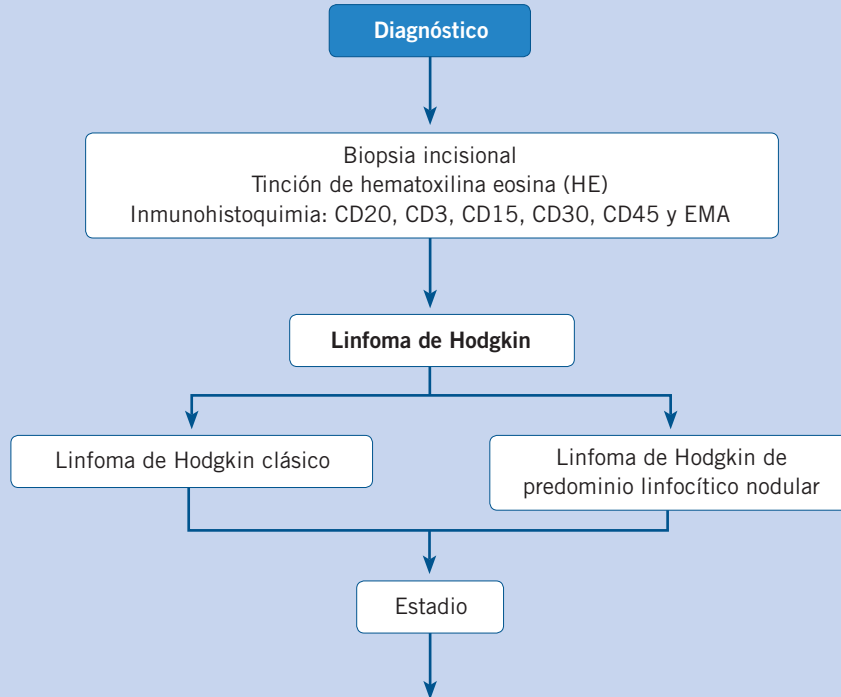 Diagnóstico
Biopsia incisional
Tinción de hematoxilina eosina (HE)
Inmunohistoquimia: CD20, CD3, CD15, CD30, CD45 y EMA
Linfoma de Hodgkin
Linfoma de Hodgkin clásico
Linfoma de Hodgkin de
predominio linfocítico nodular
Estadio